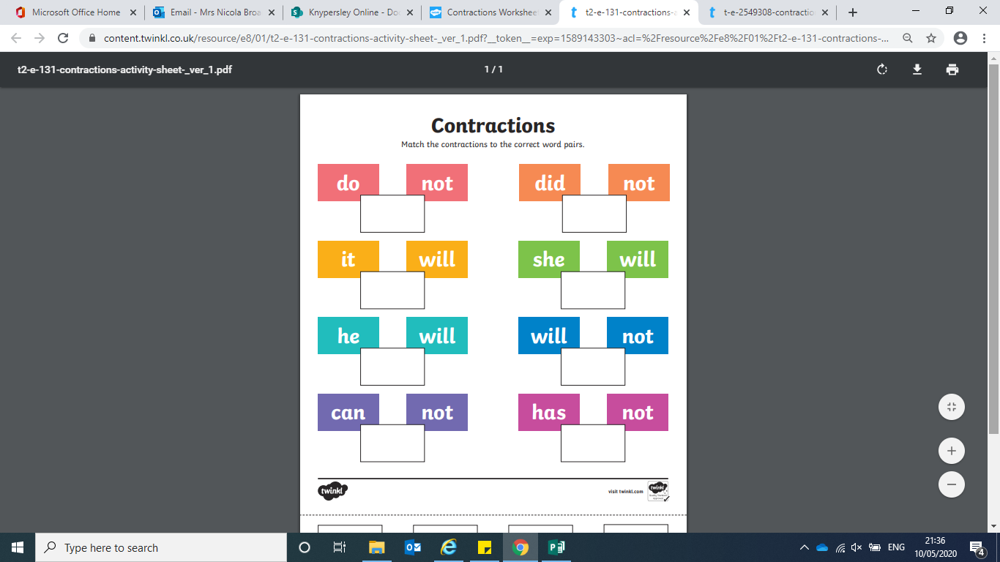 Microsoft Office Home
Email - Mrs Nicola Broa
Knypersley Online - Do
Contractions Worksheet
t2-e-131-contractions-a
t-e-2549308-contractio
content.twinkl.co.uk/resource/e8/01/t2-e-131-contractions-activity-sheet-_ver_1.pdf?__token__=exp=1589143303~acl=%2Fresource%2Fe8%2F01%2Ft2-e-131-contractions-...
t2-e-131-contractions-activity-sheet-_ver_1.pdf
1 / 1
Contractions
Match the contractions to the correct word pairs.
do not did not
it will she will
he will will not
can not has not
twinkl
visit twinkl.com
twinkl
Type here to search
ENG
21:36
10/05/2020
4